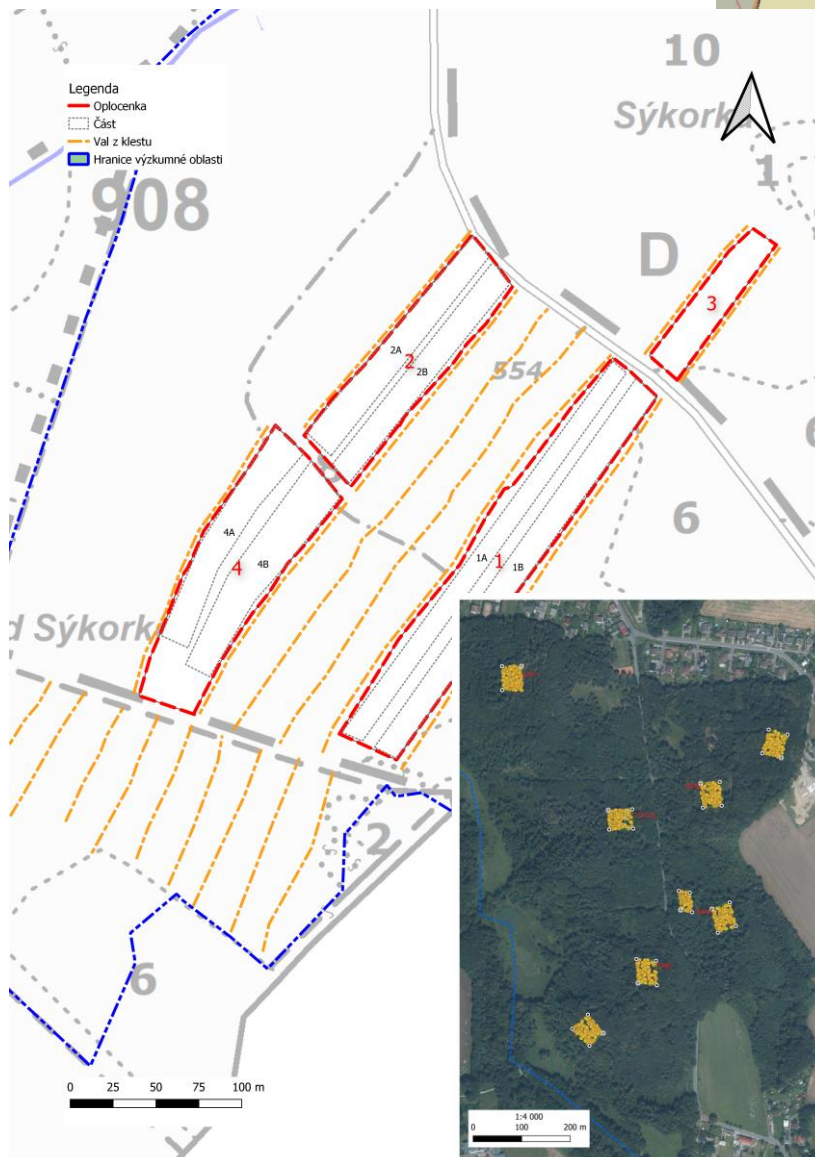 10
Legenda
Oplocenka
Část
Val z klestu
Hranice výzkumné oblasti
Sýkorka
1
908
D
3
2A
2
2B
554
5
6
6
4A
4
4B
1A
1
1B
d Sýkorka
2
6
0 25 50 75 100 m
1:4 000
0 100 200 m